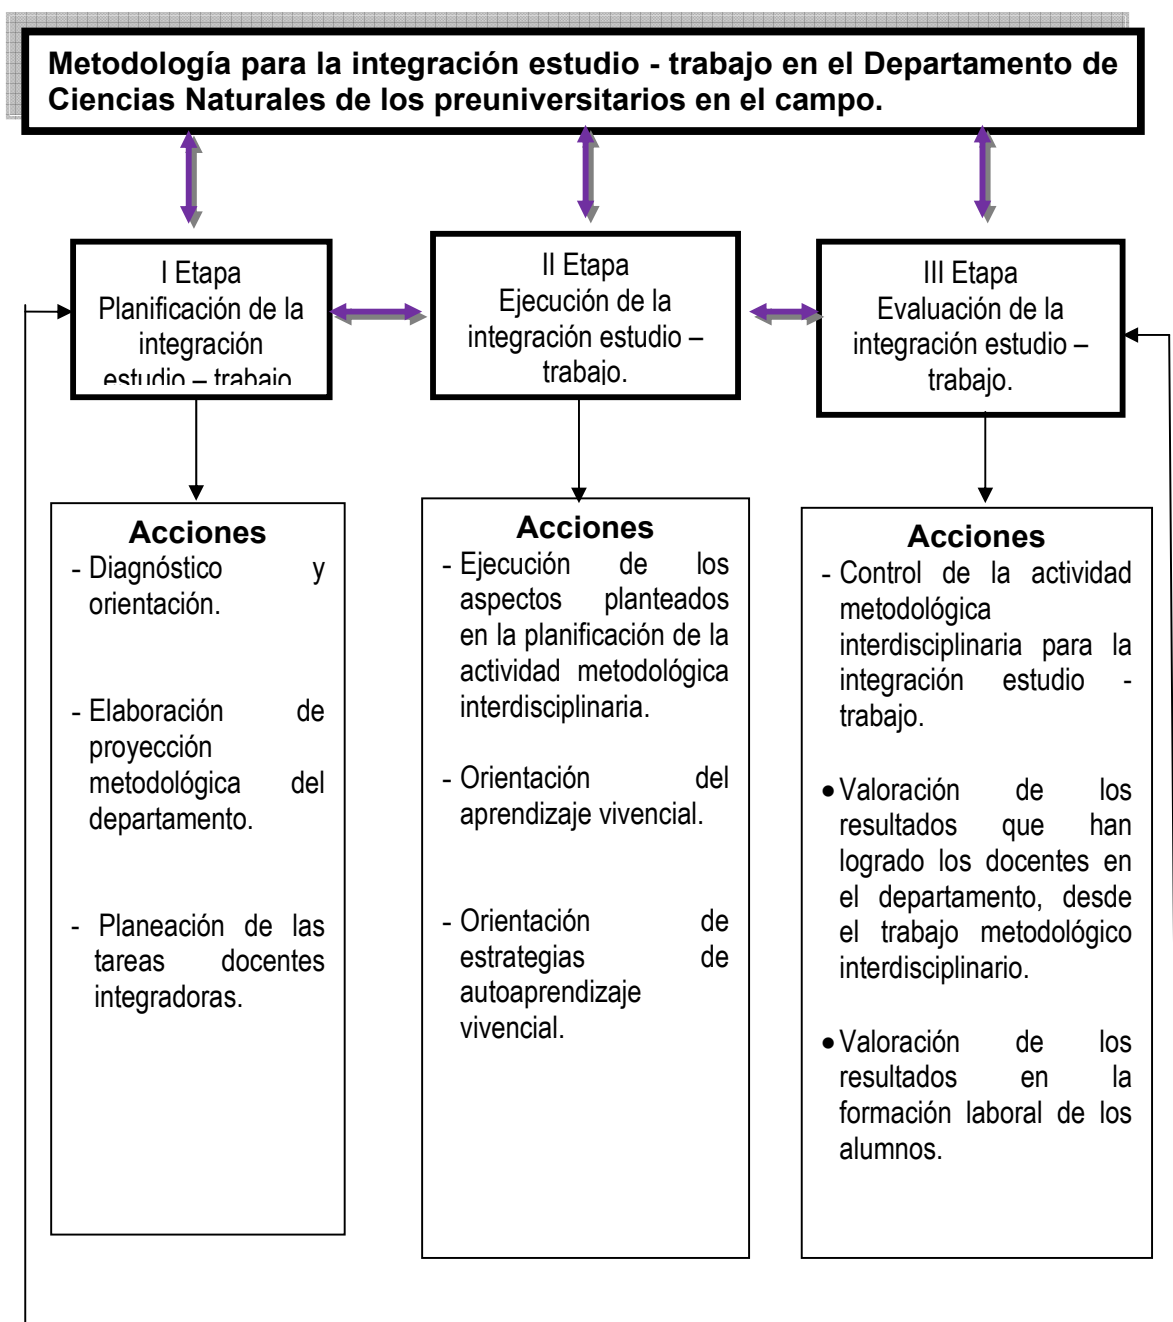 Metodología para la integración estudio - trabajo en el Departamento de
Ciencias Naturales de los preuniversitarios en el campo.
I Etapa
Planificación de la
integración
estudio – trabajo
II Etapa
Ejecución de la
integración estudio –
trabajo.
III Etapa
Evaluación de la
integración estudio –
trabajo.
Acciones
- Diagnóstico y
orientación.
- Elaboración de
proyección
metodológica del
departamento.
- Planeación de las
tareas docentes
integradoras.
Acciones
- Ejecución de los
aspectos planteados
en la planificación de la
actividad metodológica
interdisciplinaria.
- Orientación del
aprendizaje vivencial.
- Orientación de
estrategias de
autoaprendizaje
vivencial.
Acciones
- Control de la actividad
metodológica
interdisciplinaria para la
integración estudio -
trabajo.
• Valoración de los
resultados que han
logrado los docentes en
el departamento, desde
el trabajo metodológico
interdisciplinario.
• Valoración de los
resultados en la
formación laboral de los
alumnos.